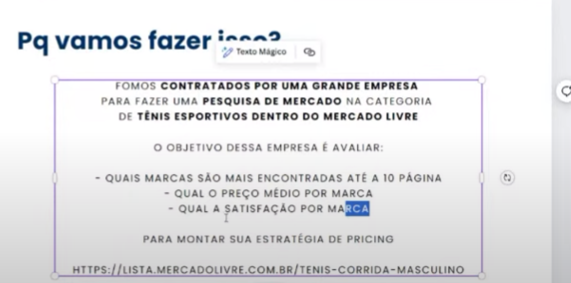 Pq vamos fazer isso?
Texto Mágico
FOMOS CONTRATADOS POR UMA GRANDE EMPRESA
PARA FAZER UMA PESQUISA DE MERCADO NA CATEGORIA
DE TÊNIS ESPORTIVOS DENTRO DO MERCADO LIVRE
O OBJETIVO DESSA EMPRESA É AVALIAR:
- QUAIS MARCAS SÃO MAIS ENCONTRADAS ATÉ A 10 PÁGINA
- QUAL O PREÇO MÉDIO POR MARCA
- QUAL A SATISFAÇÃO POR MARCA
PARA MONTAR SUA ESTRATÉGIA DE PRICING
HTTPS://LISTA.MERCADOLIVRE.COM.BR/TENIS-CORRIDA-MASCULINO